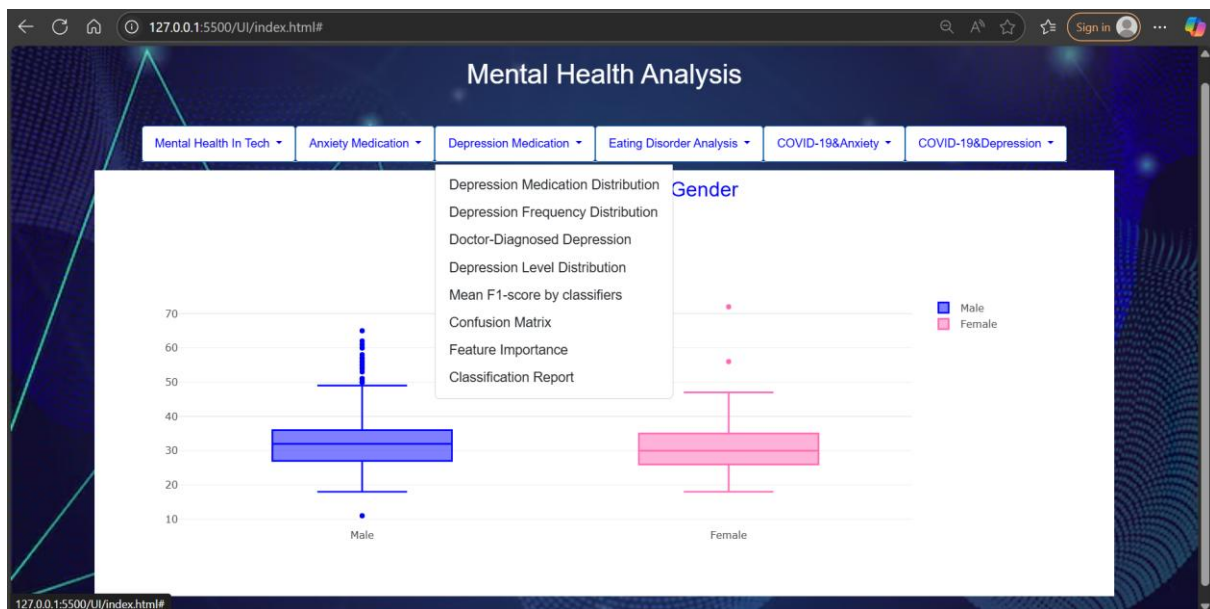 127.0.0.1:5500/UI/index.html#
Sign in
Mental Health Analysis
Mental Health In Tech
Anxiety Medication
Depression Medication
Eating Disorder Analysis
COVID-19&Anxiety
COVID-19&Depression
Gender
Depression Medication Distribution
Depression Frequency Distribution
Doctor-Diagnosed Depression
Depression Level Distribution
Mean F1-score by classifiers
Confusion Matrix
Feature Importance
Classification Report
70
60
50
40
30
20
10
Male
Female
Male
Female
127.0.0.1:5500/UI/index.html#